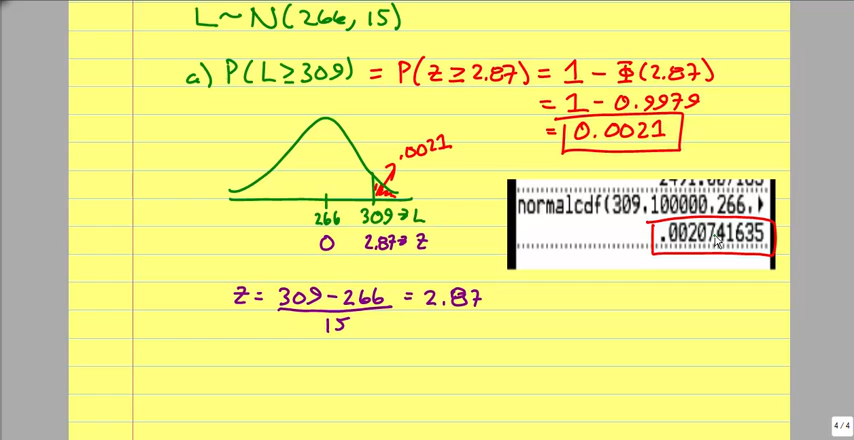 L ~ N(266, 15)
a) P(L ≥ 309) = P(Z ≥ 2.87) = 1 - Φ(2.87)
= 1 - 0.9979
= 0.0021
.0021
266 309 L
0 2.87 Z
normalcdf(309,100000,266,
.0020741635
Z = 309 - 266 = 2.87
15
4 / 4